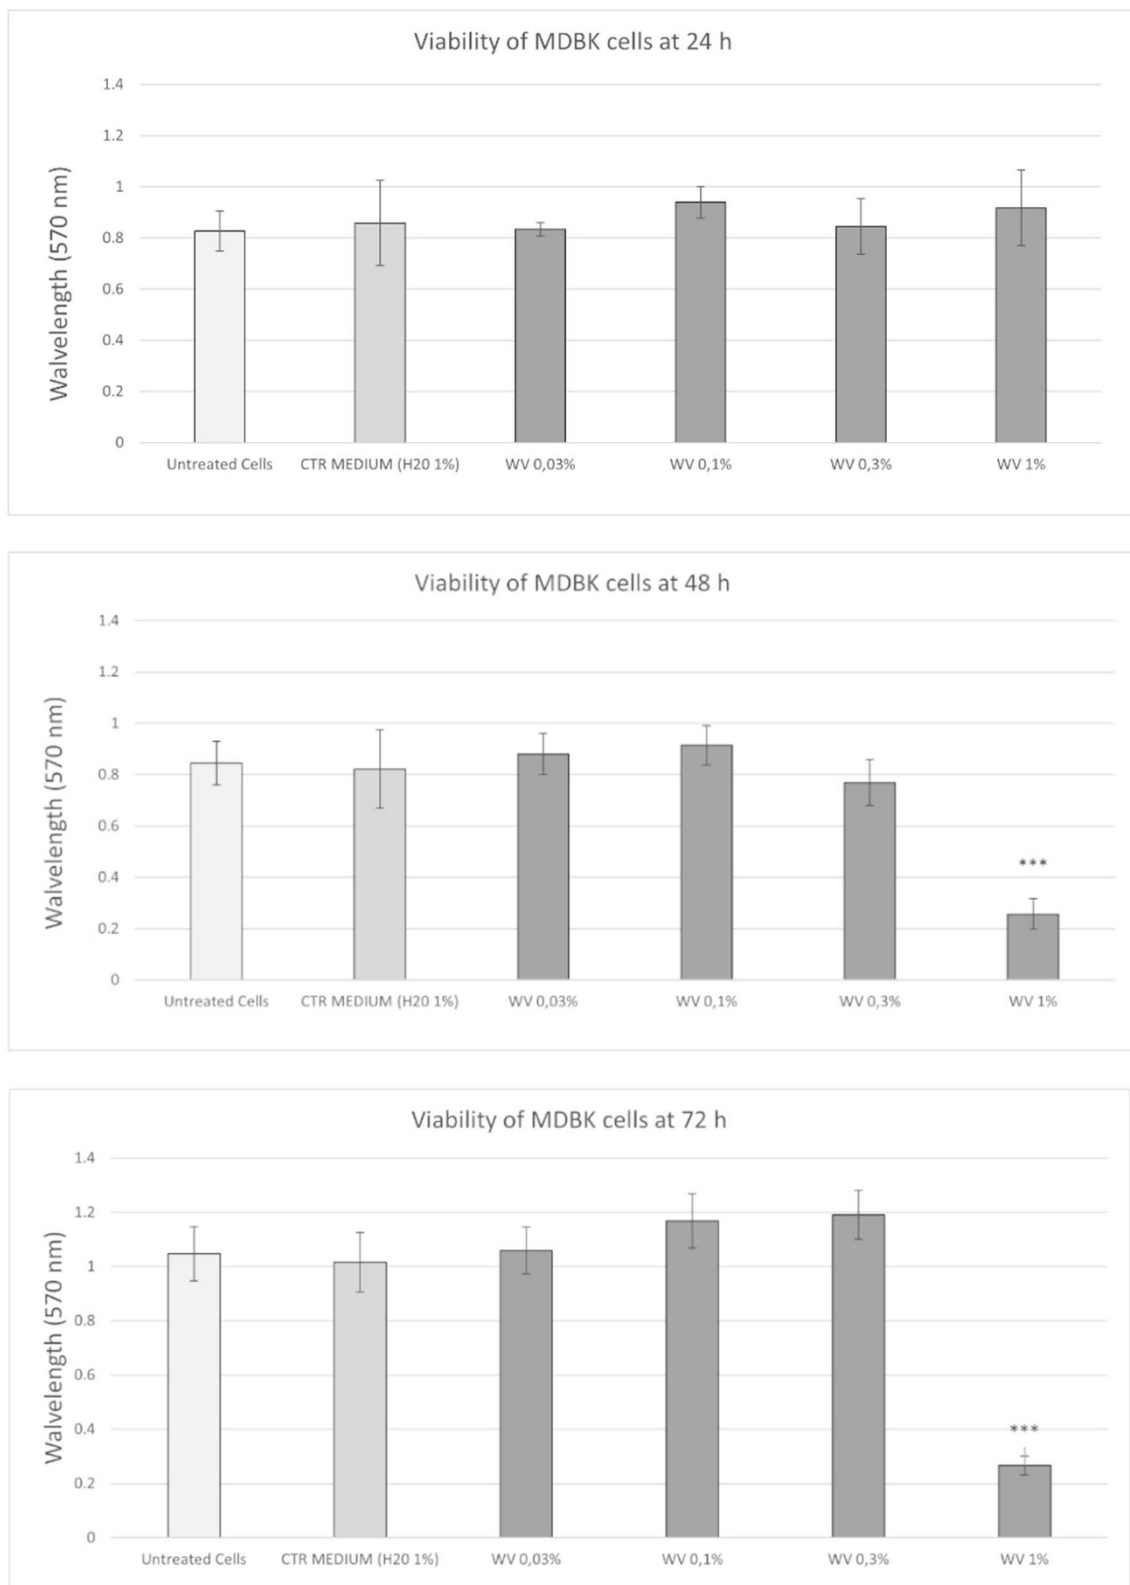 Viability of MDBK cells at 24 h
Walvelength (570 nm)
1.4
1.2
1
0.8
0.6
0.4
0.2
0
Untreated Cells
CTR MEDIUM (H20 1%)
WV 0,03%
WV 0,1%
WV 0,3%
WV 1%
Viability of MDBK cells at 48 h
Walvelength (570 nm)
1.4
1.2
1
0.8
0.6
0.4
0.2
0
***
Untreated Cells
CTR MEDIUM (H20 1%)
WV 0,03%
WV 0,1%
WV 0,3%
WV 1%
Viability of MDBK cells at 72 h
Walvelength (570 nm)
1.4
1.2
1
0.8
0.6
0.4
0.2
0
***
Untreated Cells
CTR MEDIUM (H20 1%)
WV 0,03%
WV 0,1%
WV 0,3%
WV 1%